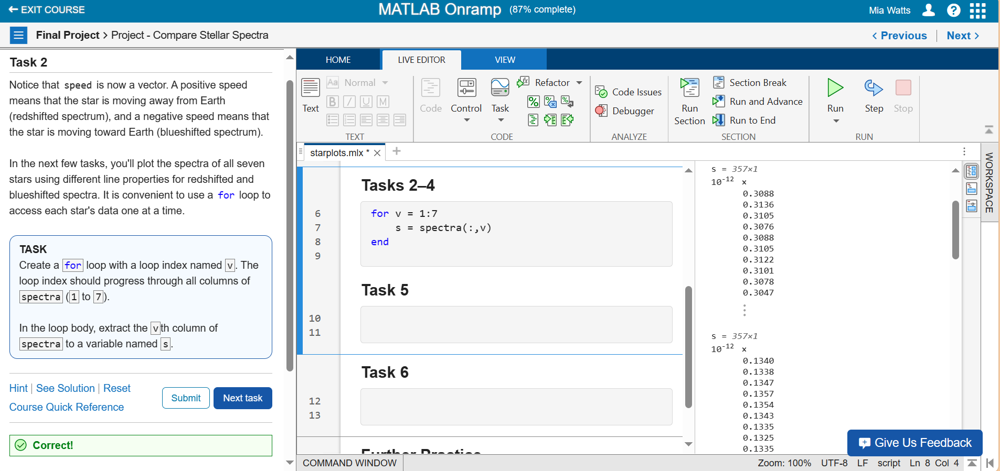 EXIT COURSE
MATLAB Onramp (87% complete)
Mia Watts
Final Project > Project - Compare Stellar Spectra
< Previous | Next >
Task 2
Notice that speed is now a vector. A positive speed
means that the star is moving away from Earth
(redshifted spectrum), and a negative speed means that
the star is moving toward Earth (blueshifted spectrum).
In the next few tasks, you'll plot the spectra of all seven
stars using different line properties for redshifted and
blueshifted spectra. It is convenient to use a for loop to
access each star's data one at a time.
TASK
Create a for loop with a loop index named v. The
loop index should progress through all columns of
spectra (1 to 7).
In the loop body, extract the vth column of
spectra to a variable named s.
Hint | See Solution | Reset
Course Quick Reference
Submit
Next task
Correct!
HOME
LIVE EDITOR
VIEW
Text
Aa Normal
B I U M
TEXT
Code
Control
Task
Refactor
CODE
Code Issues
Debugger
ANALYZE
Run
Section
Section Break
Run and Advance
Run to End
SECTION
Run
Step
Stop
RUN
starplots.mlx *
WORKSPACE
Tasks 2–4
6 for v = 1:7
7 s = spectra(:,v)
8 end
9
Task 5
10
11
Task 6
12
13
Further Practice
s = 357×1
10-12 ×
0.3088
0.3136
0.3105
0.3076
0.3088
0.3105
0.3122
0.3101
0.3078
0.3047
s = 357×1
10-12 ×
0.1340
0.1338
0.1347
0.1357
0.1354
0.1343
0.1335
0.1325
0.1335
Give Us Feedback
COMMAND WINDOW
Zoom: 100% UTF-8 LF script Ln 8 Col 4